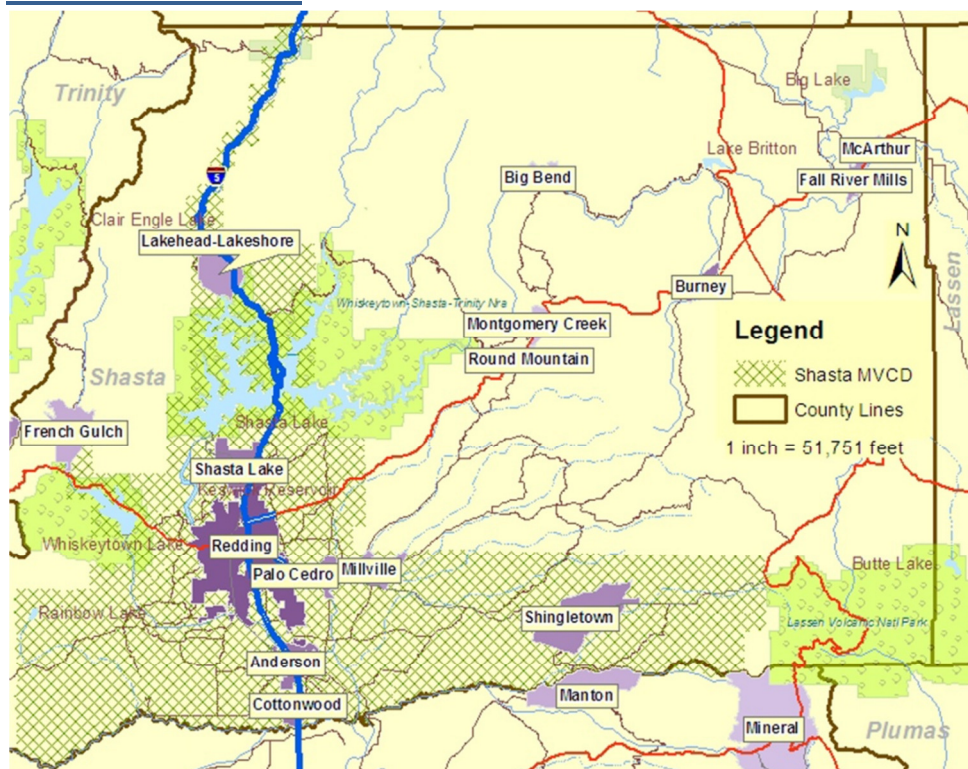 Trinity
Big Lake
McArthur
Lake Britton
Big Bend
Fall River Mills
5
Clair Engle Lake
N
Lakehead-Lakeshore
Burney
Lassen
Whiskeytown-Shasta-Trinity Nra
Montgomery Creek
Legend
Round Mountain
Shasta
Shasta MVCD
County Lines
Shasta Lake
French Gulch
1 inch = 51,751 feet
Shasta Lake
Reservoir
Whiskeytown Lake
Redding
Butte Lake
Palo Cedro
Millville
Rainbow Lake
Shingletown
Lassen Volcanic Natl Park
Anderson
Manton
Cottonwood
Mineral
Plumas